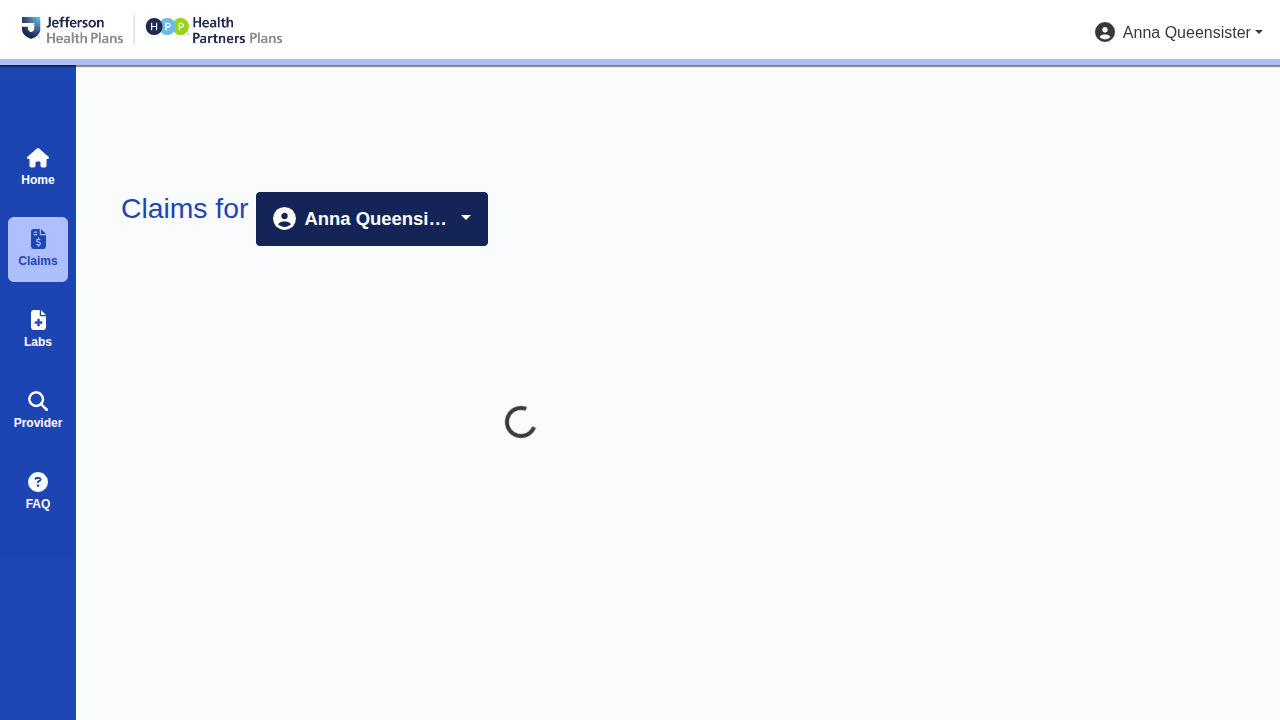 Jefferson
Health Plans
HPP
Health
Partners Plans
Anna Queensister
Home
Claims
Labs
Provider
FAQ
Claims for
Anna Queensi...